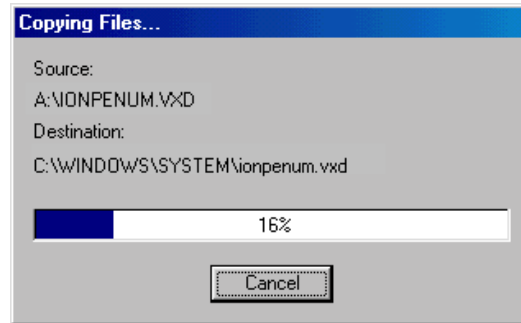 Copying Files...
Source:
A:\IONPENUM.VXD
Destination:
C:\WINDOWS\SYSTEM\ionpenum.vxd
16%
Cancel